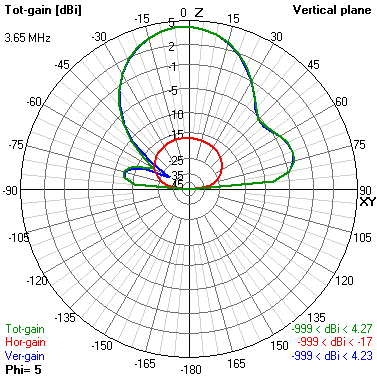 Tot-gain [dBi] Vertical plane
3.65 MHz
0 Z
-15 15
-30 30
-45 45
-60 60
-75 75
-90 90
XY
-105 105
-120 120
-135 135
-150 150
-165 165
-180
5
2
-1
-2
-5
-10
-15
-25
-35
Tot-gain -999 < dBi < 4.27
Hor-gain -999 < dBi < -17
Ver-gain -999 < dBi < 4.23
Phi= 5